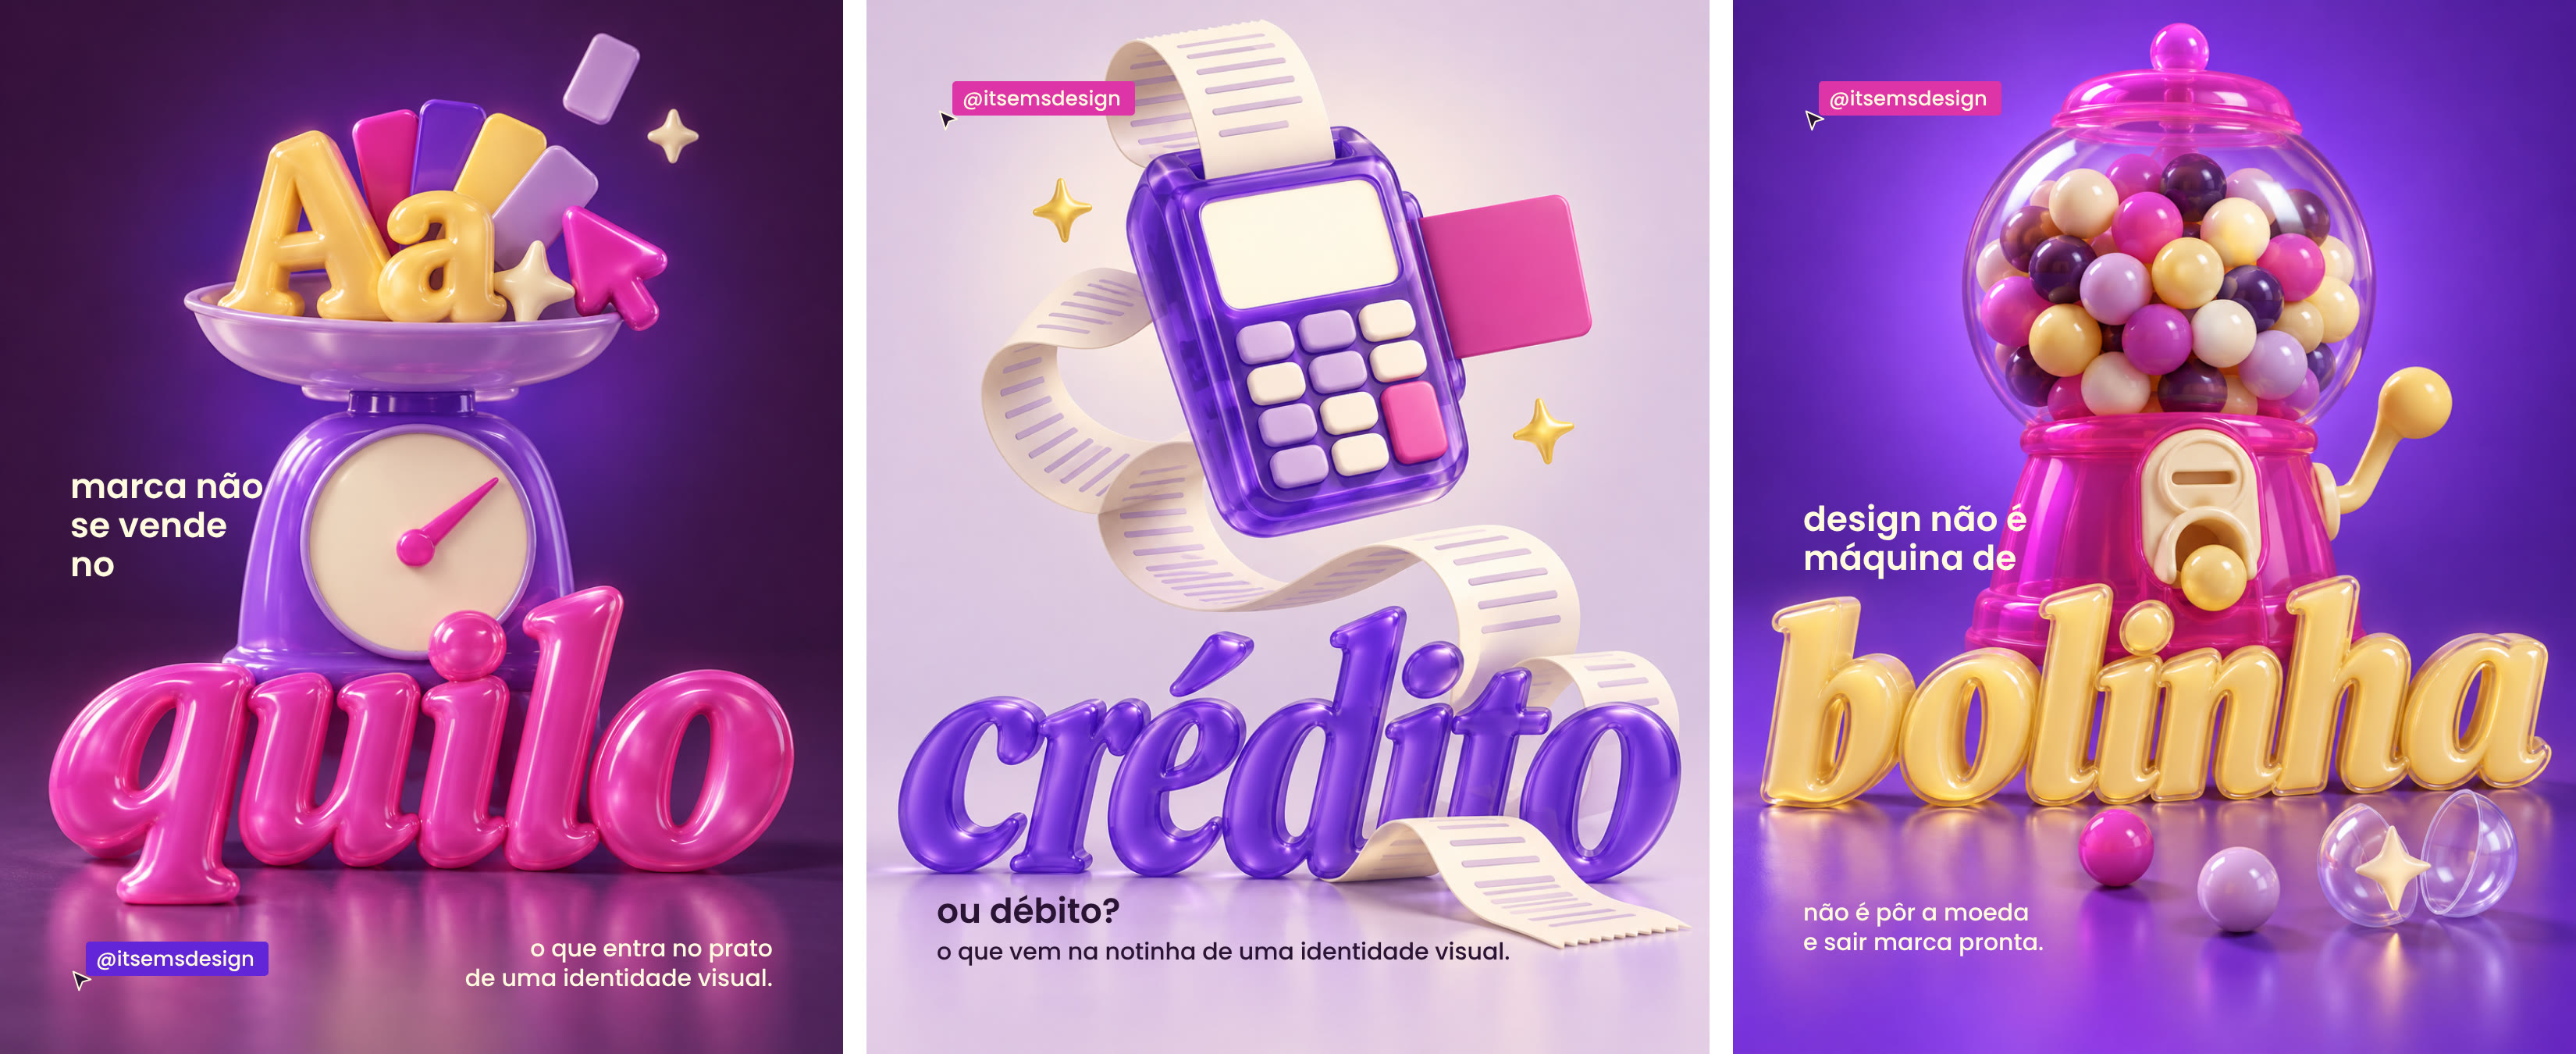 Aa
marca não
se vende
no
quilo
@itsemsdesign
o que entra no prato
de uma identidade visual.
@itsemsdesign
crédito
ou débito?
o que vem na notinha de uma identidade visual.
@itsemsdesign
design não é
máquina de
bolinha
não é pôr a moeda
e sair marca pronta.